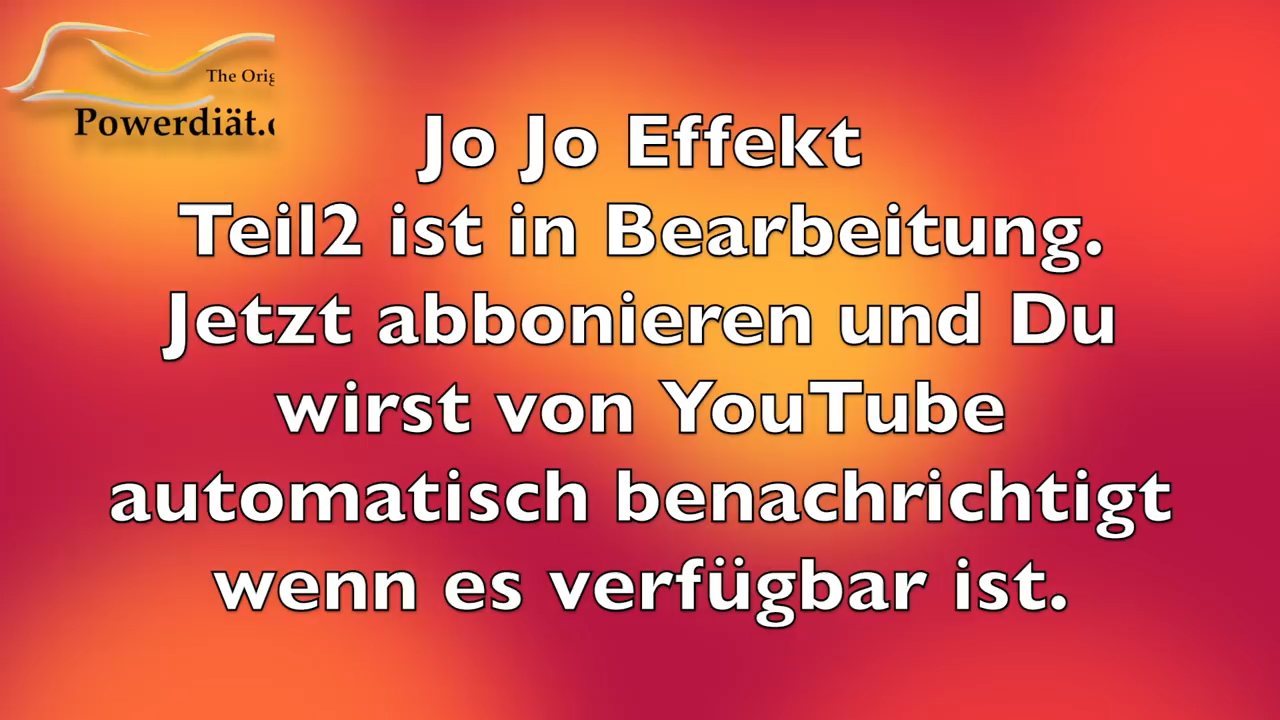 The Orig
Powerdiät.
Jo Jo Effekt
Teil2 ist in Bearbeitung.
Jetzt abbonieren und Du
wirst von YouTube
automatisch benachrichtigt
wenn es verfügbar ist.